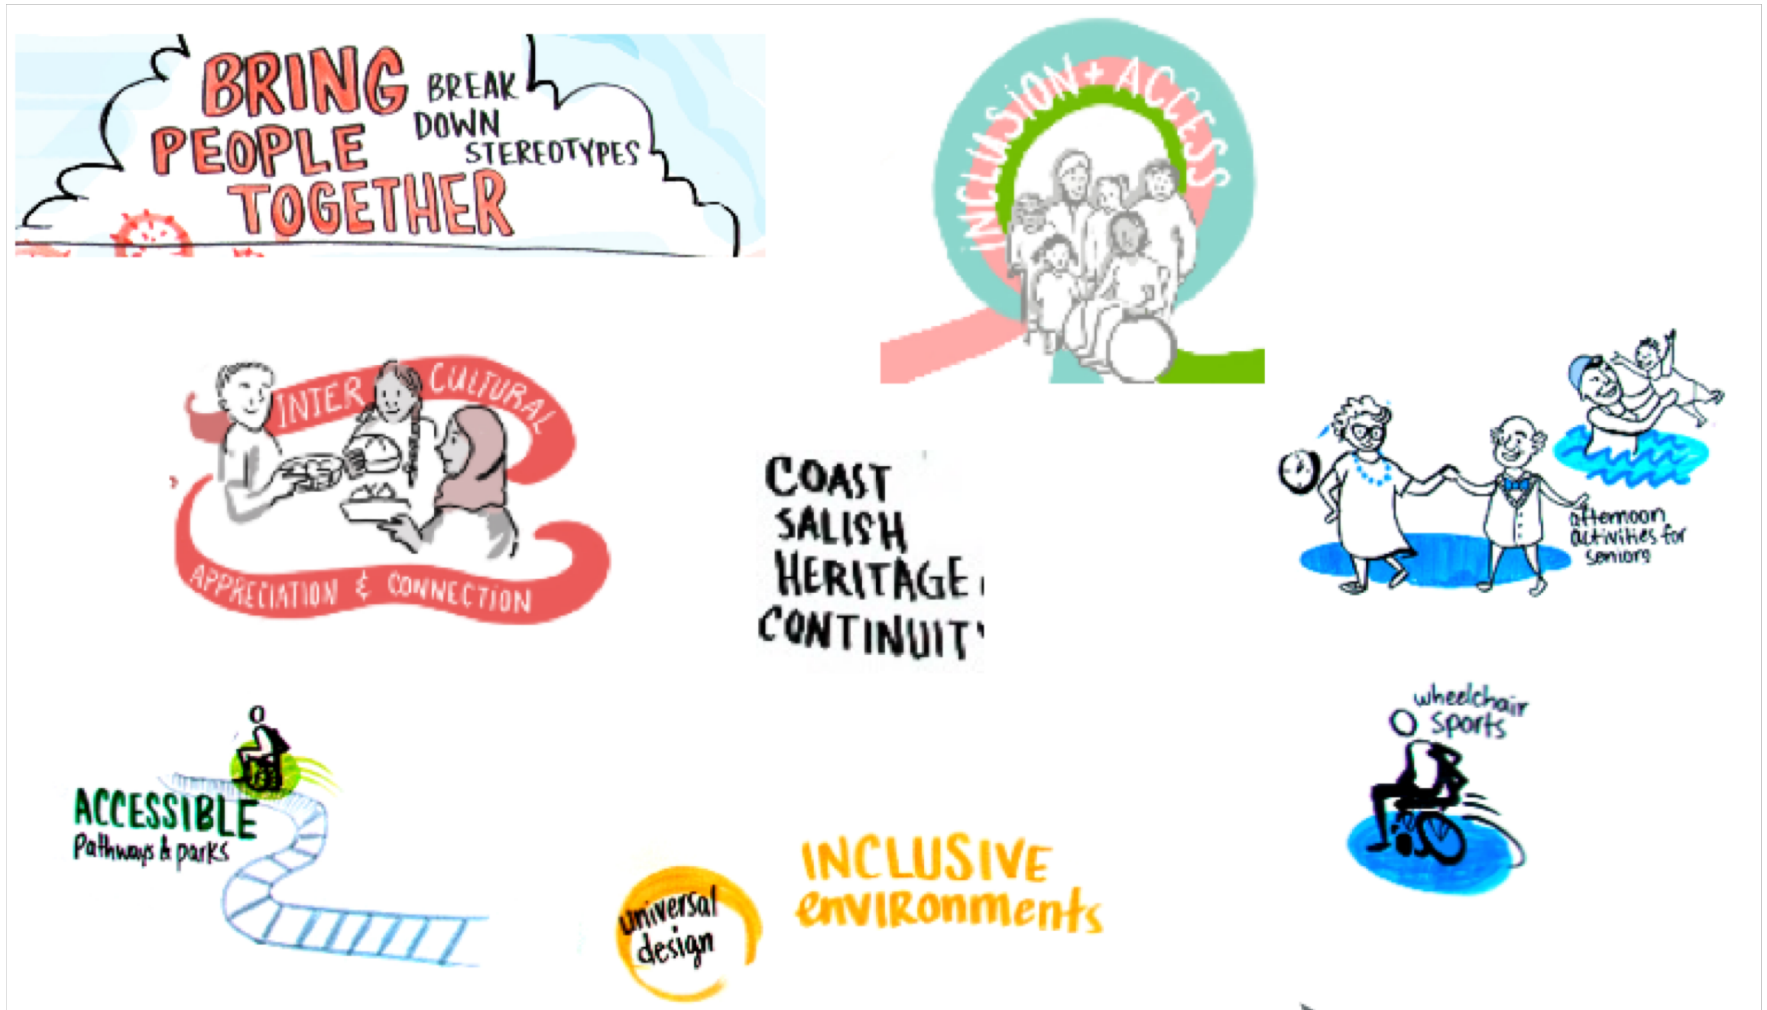 BRING
PEOPLE
TOGETHER
BREAK
DOWN
STEREOTYPES
INCLUSION + ACCESS
INTER CULTURAL
APPRECIATION & CONNECTION
COAST
SALISH
HERITAGE
CONTINUITY
afternoon
activities for
seniors
ACCESSIBLE
Pathways & parks
universal
design
INCLUSIVE
environments
wheelchair
sports